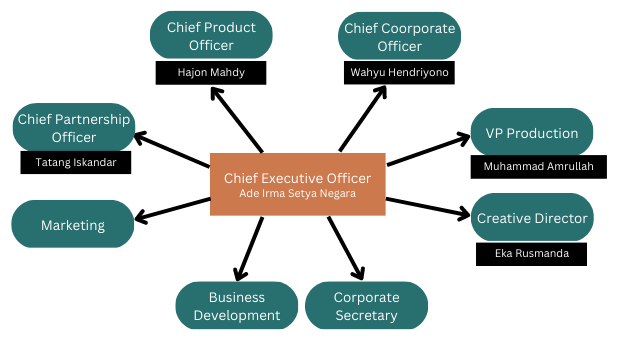 Chief Product
Officer
Hajon Mahdy
Chief Coorporate
Officer
Wahyu Hendriyono
Chief Partnership
Officer
Tatang Iskandar
VP Production
Muhammad Amrullah
Chief Executive Officer
Ade Irma Setya Negara
Marketing
Creative Director
Eka Rusmanda
Business
Development
Corporate
Secretary